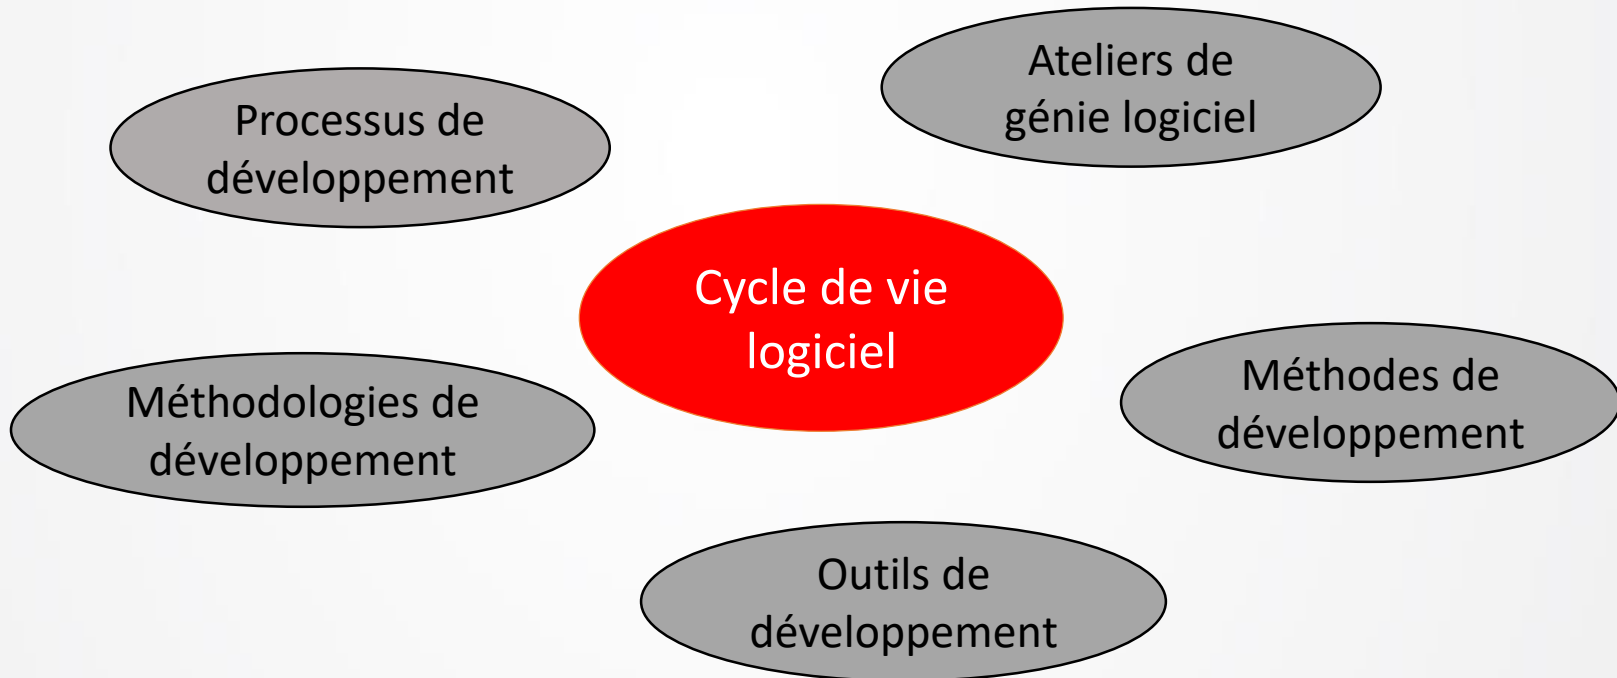 Ateliers de
génie logiciel
Processus de
développement
Cycle de vie
logiciel
Méthodologies de
développement
Méthodes de
développement
Outils de
développement